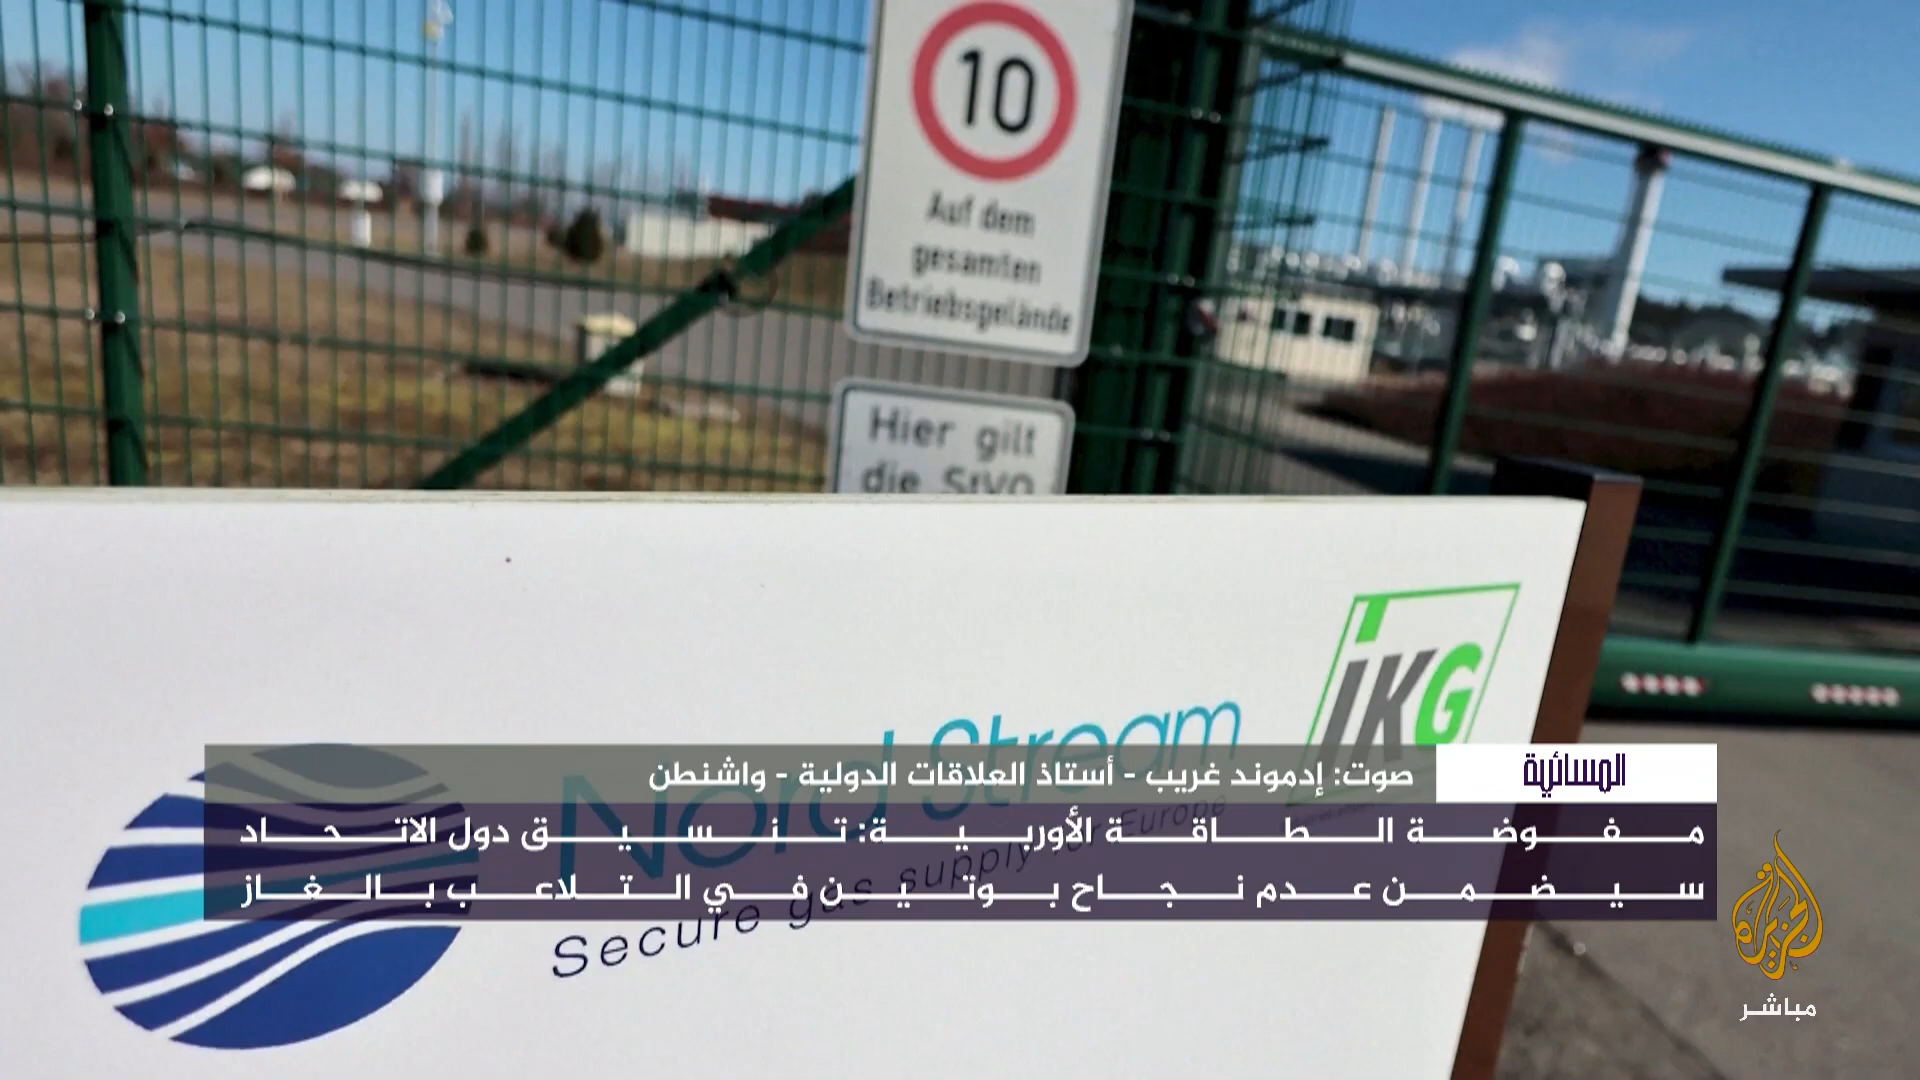 10
Auf dem
gesamten
Betriebsgelände
Hier gilt
die StVO
IKG
Nord Stream
Secure gas supply for Europe
المسائية
صوت: إدموند غريب - أستاذ العلاقات الدولية - واشنطن
مفوضة الطاقة الأوربية: تنسيق دول الاتحاد
سيضمن عدم نجاح بوتين في التلاعب بالغاز
الجزيرة
مباشر